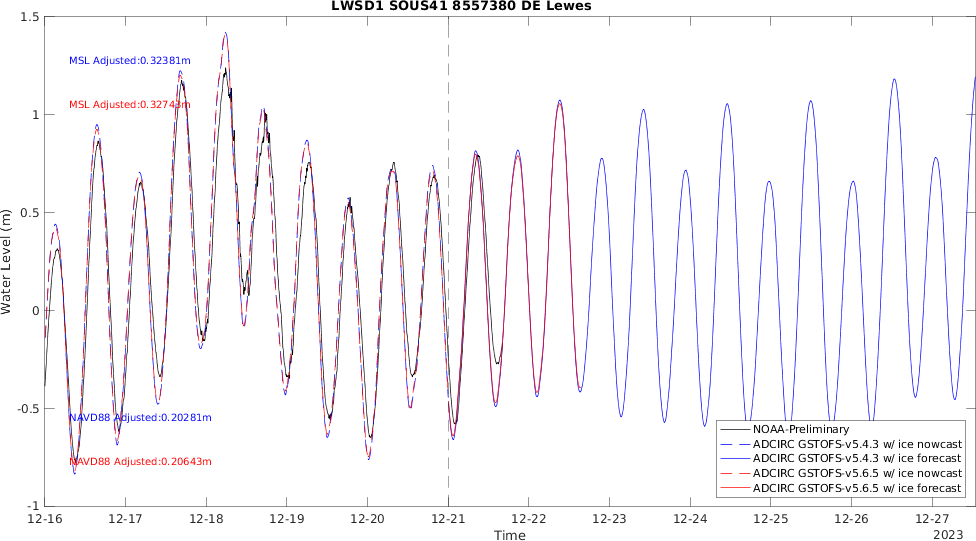 LWSD1 SOUS41 8557380 DE Lewes
1.5
1
0.5
0
-0.5
-1
Water Level (m)
MSL Adjusted:0.32381m
MSL Adjusted:0.32743m
NAVD88 Adjusted:0.20281m
NAVD88 Adjusted:0.20643m
NOAA-Preliminary
ADCIRC GSTOFS-v5.4.3 w/ ice nowcast
ADCIRC GSTOFS-v5.4.3 w/ ice forecast
ADCIRC GSTOFS-v5.6.5 w/ ice nowcast
ADCIRC GSTOFS-v5.6.5 w/ ice forecast
12-16 12-17 12-18 12-19 12-20 12-21 12-22 12-23 12-24 12-25 12-26 12-27
Time
2023